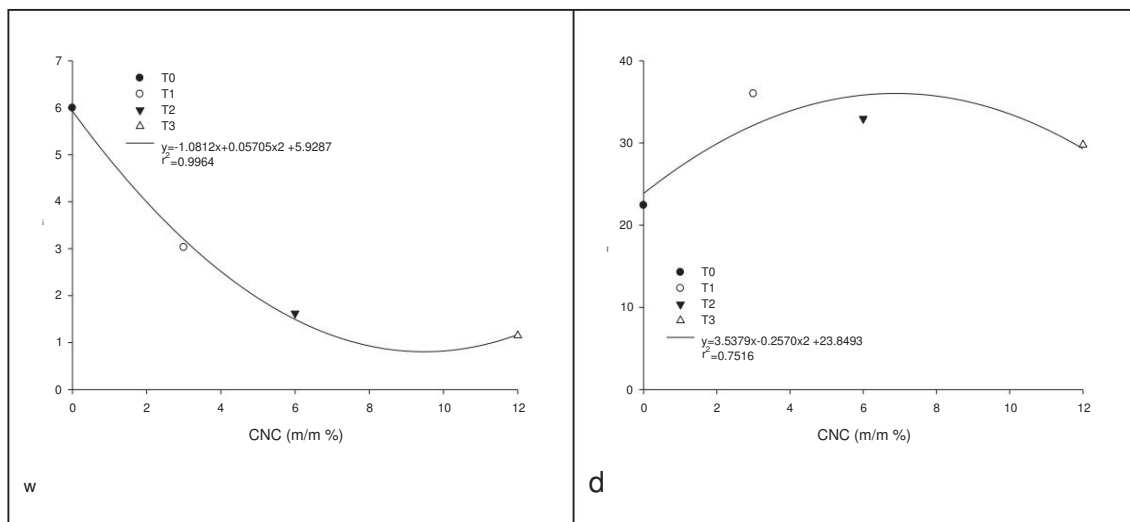 7
6
5
4
3
2
1
0
T0
T1
T2
T3
y=-1.0812x+0.05705x2 +5.9287
r2=0.9964
0 2 4 6 8 10 12
CNC (m/m %)
w
40
30
20
10
0
T0
T1
T2
T3
y=3.5379x-0.2570x2 +23.8493
r2=0.7516
0 2 4 6 8 10 12
CNC (m/m %)
d